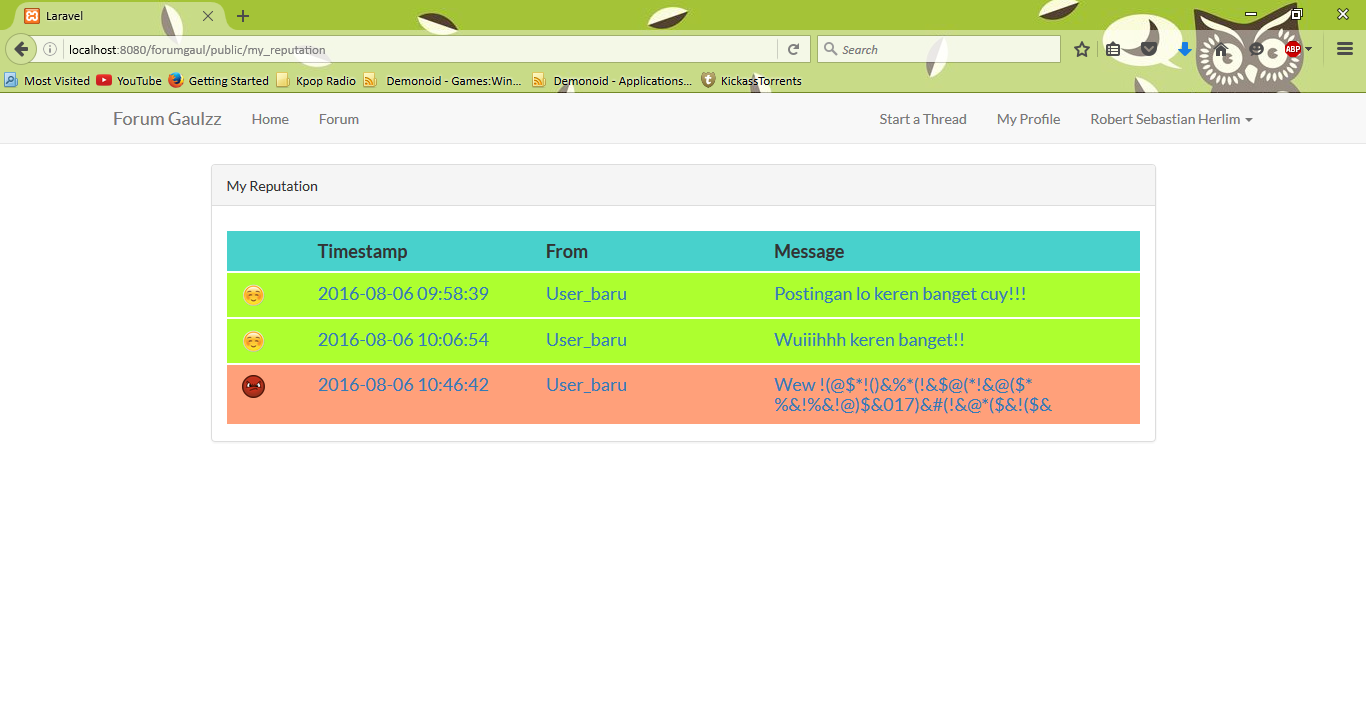 Laravel
localhost:8080/forumgaul/public/my_reputation
Search
ABP
Most Visited YouTube Getting Started Kpop Radio Demonoid - Games:Win... Demonoid - Applications... KickassTorrents
Forum Gaulzz Home Forum Start a Thread My Profile Robert Sebastian Herlim
My Reputation
Timestamp From Message
2016-08-06 09:58:39 User_baru Postingan lo keren banget cuy!!!
2016-08-06 10:06:54 User_baru Wuiiihhh keren banget!!
2016-08-06 10:46:42 User_baru Wew !(@$*!()&%*(!&$@(*!&@($*
%&!%&!@)$&017)&#(!&@*($&!($&